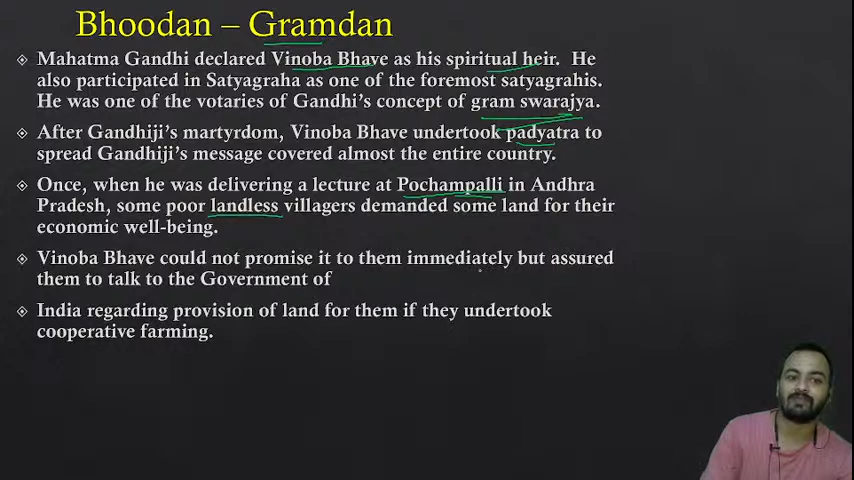 Bhoodan – Gramdan
Mahatma Gandhi declared Vinoba Bhave as his spiritual heir. He
also participated in Satyagraha as one of the foremost satyagrahis.
He was one of the votaries of Gandhi's concept of gram swarajya.
After Gandhiji's martyrdom, Vinoba Bhave undertook padyatra to
spread Gandhiji's message covered almost the entire country.
Once, when he was delivering a lecture at Pochampalli in Andhra
Pradesh, some poor landless villagers demanded some land for their
economic well-being.
Vinoba Bhave could not promise it to them immediately but assured
them to talk to the Government of
India regarding provision of land for them if they undertook
cooperative farming.